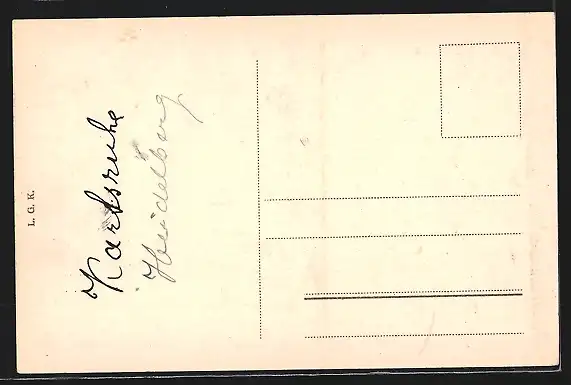 L. G. K.
Karlsruhe
Heidelberg